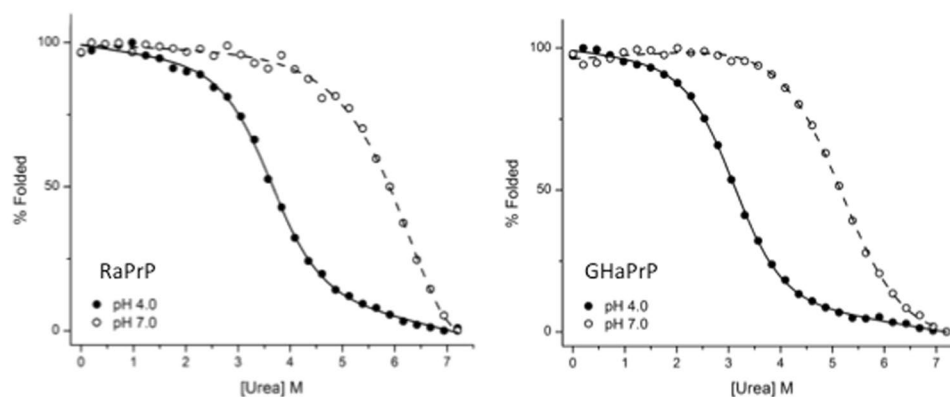 100
50
0
% Folded
RaPrP
pH 4.0
pH 7.0
0 1 2 3 4 5 6 7
[Urea] M
100
50
0
% Folded
GHaPrP
pH 4.0
pH 7.0
0 1 2 3 4 5 6 7
[Urea] M